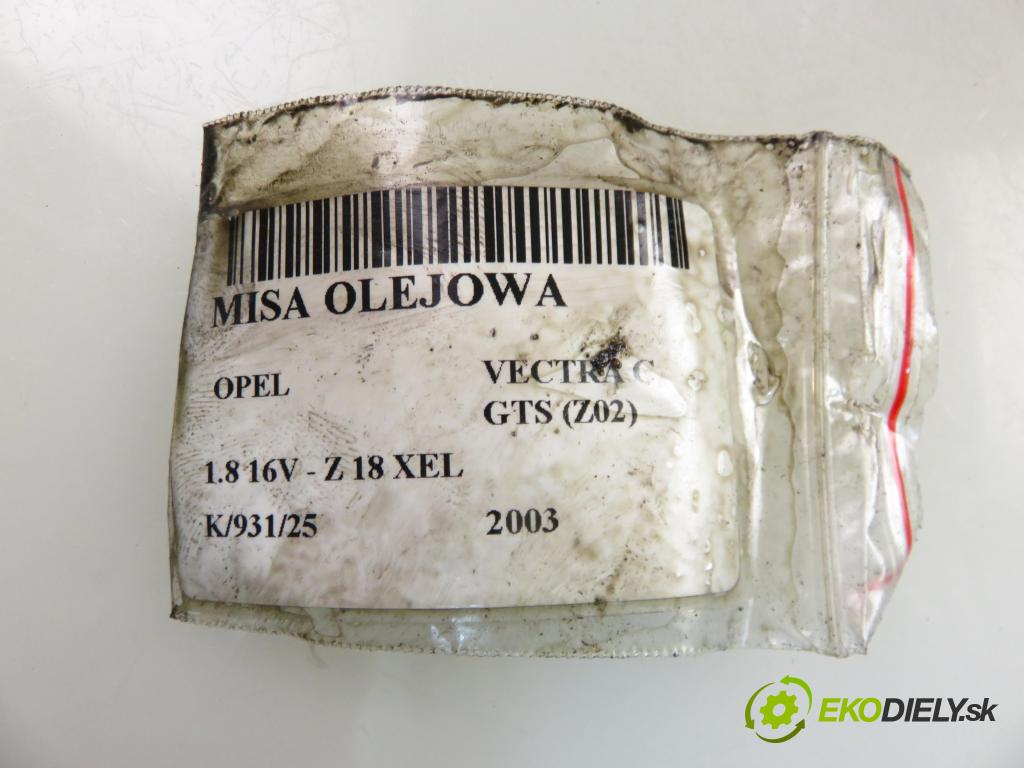 MISA OLEJOWA
OPEL
VECTRA C
GTS (Z02)
1.8 16V - Z 18 XEL
K/931/25
2003
EKODIELY.sk